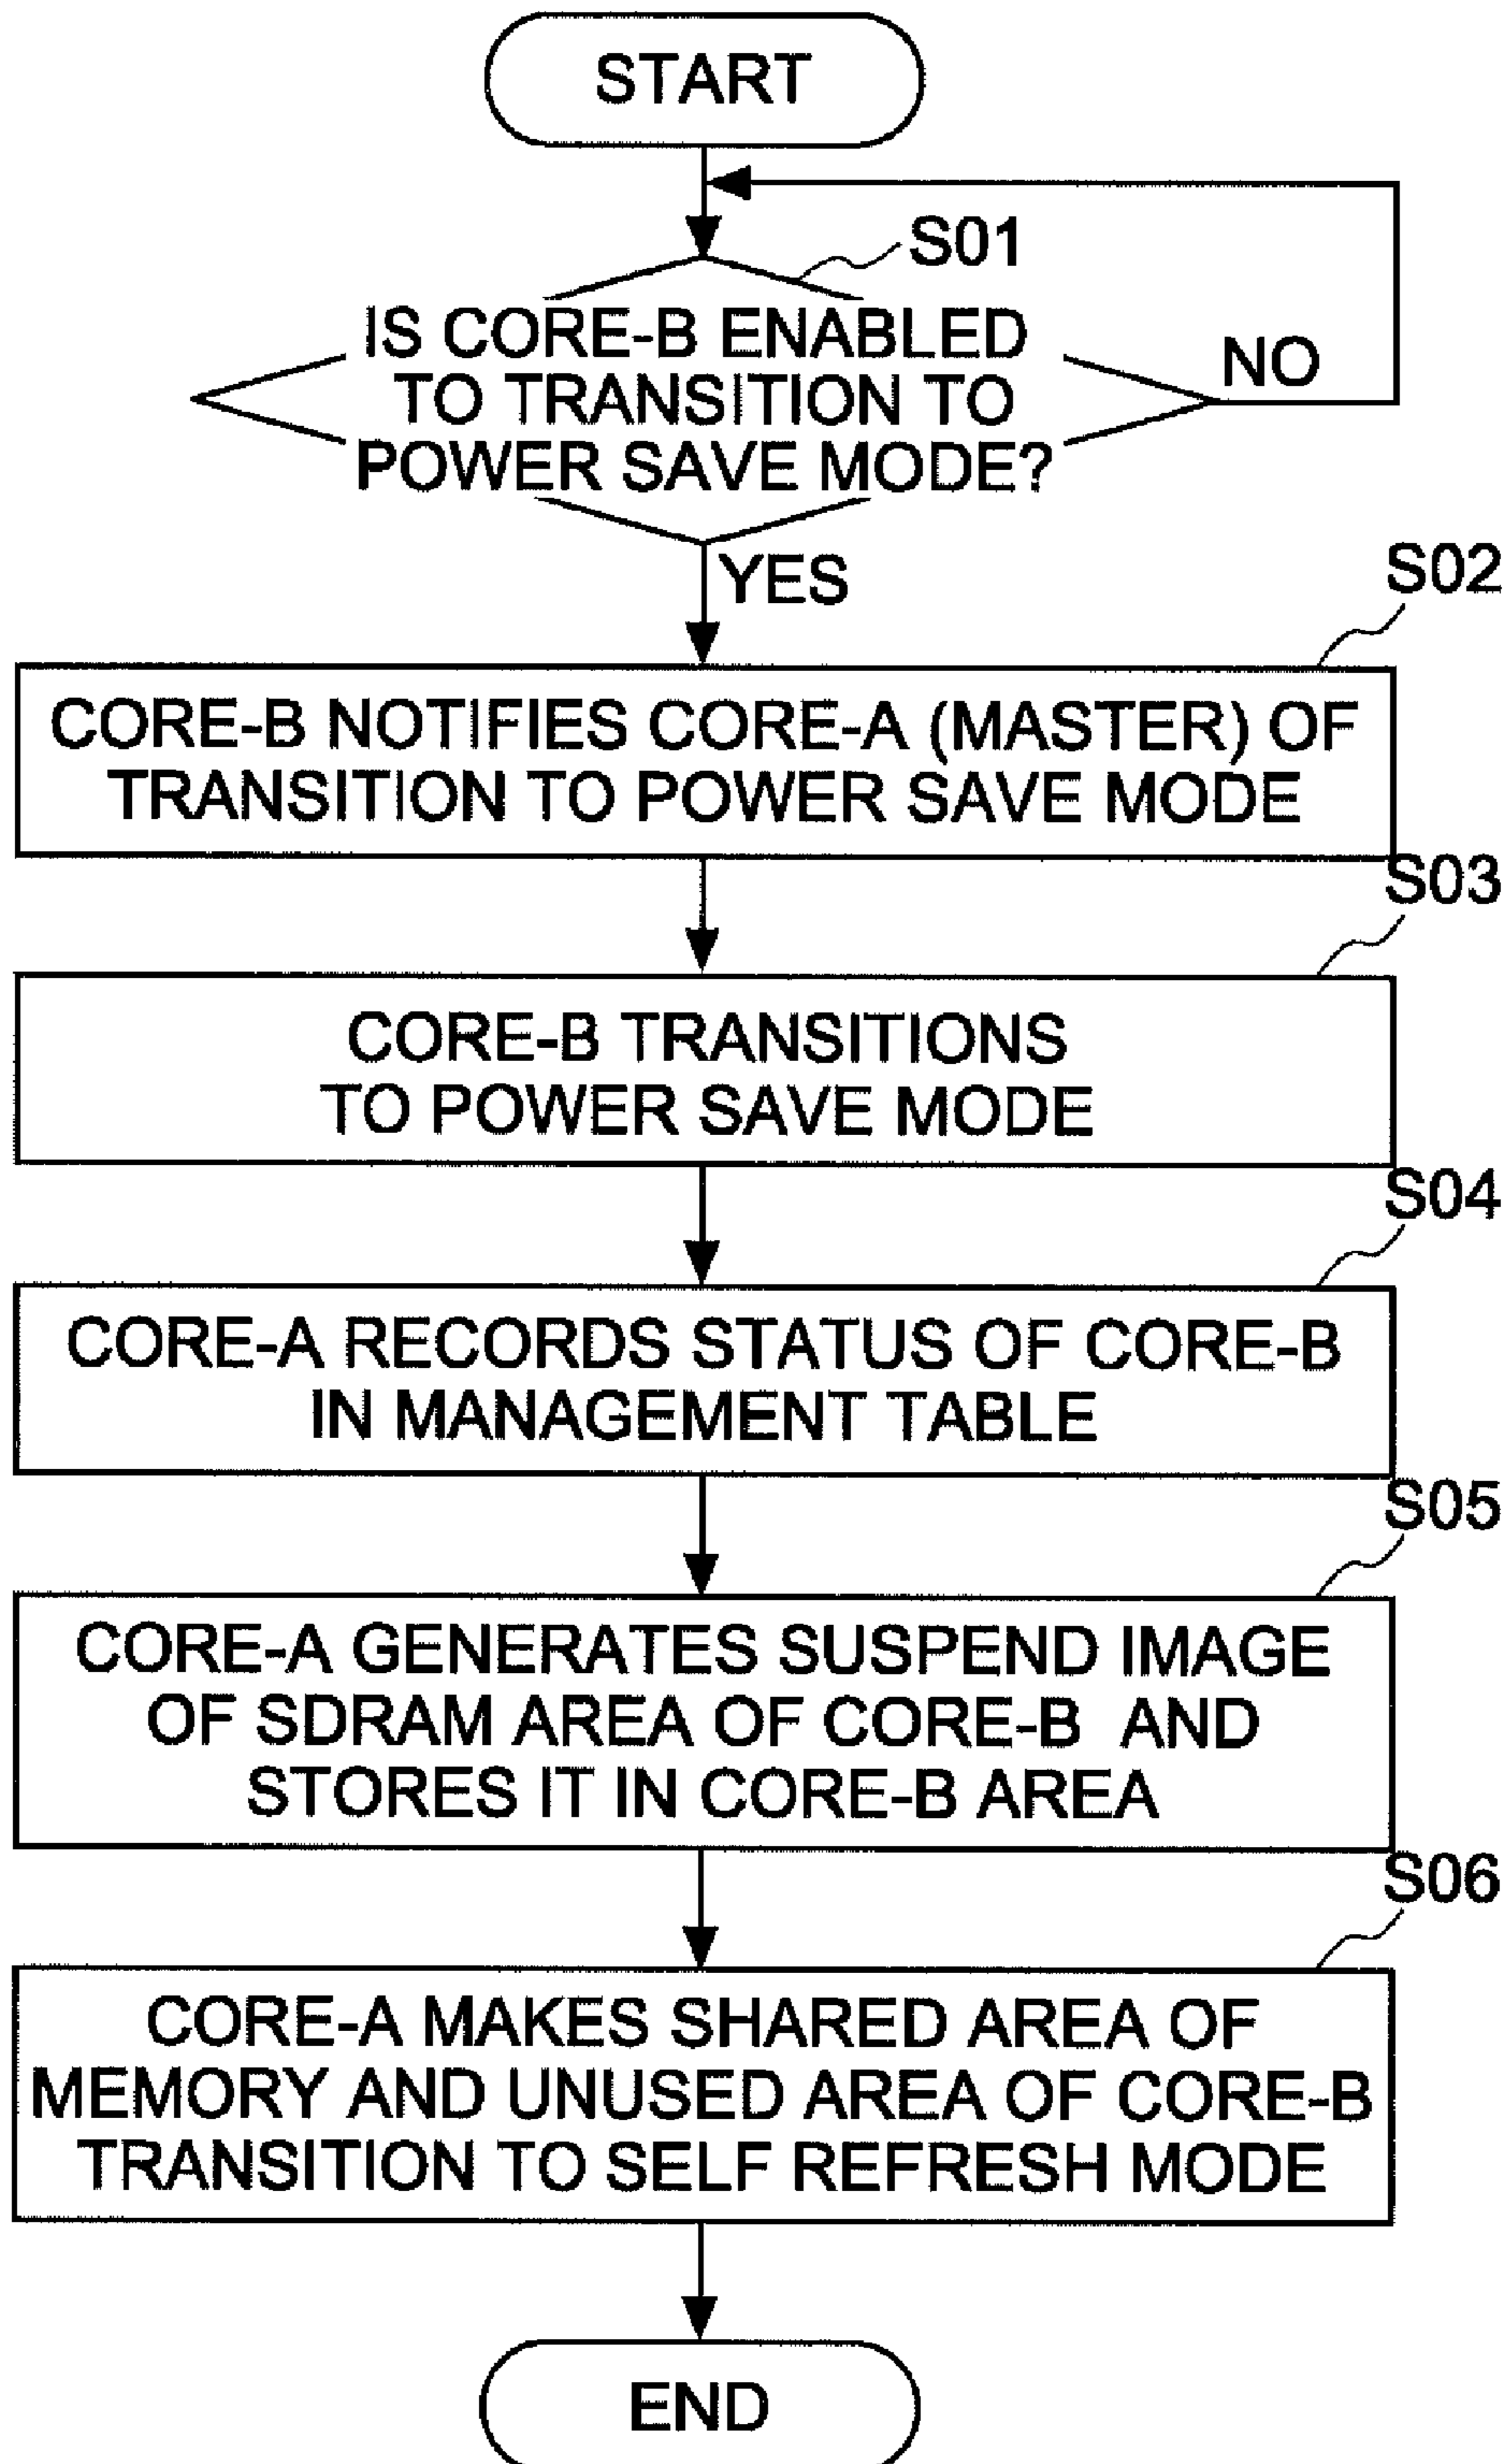 START
S01
IS CORE-B ENABLED
TO TRANSITION TO
POWER SAVE MODE?
NO
YES
S02
CORE-B NOTIFIES CORE-A (MASTER) OF
TRANSITION TO POWER SAVE MODE
S03
CORE-B TRANSITIONS
TO POWER SAVE MODE
S04
CORE-A RECORDS STATUS OF CORE-B
IN MANAGEMENT TABLE
S05
CORE-A GENERATES SUSPEND IMAGE
OF SDRAM AREA OF CORE-B AND
STORES IT IN CORE-B AREA
S06
CORE-A MAKES SHARED AREA OF
MEMORY AND UNUSED AREA OF CORE-B
TRANSITION TO SELF REFRESH MODE
END